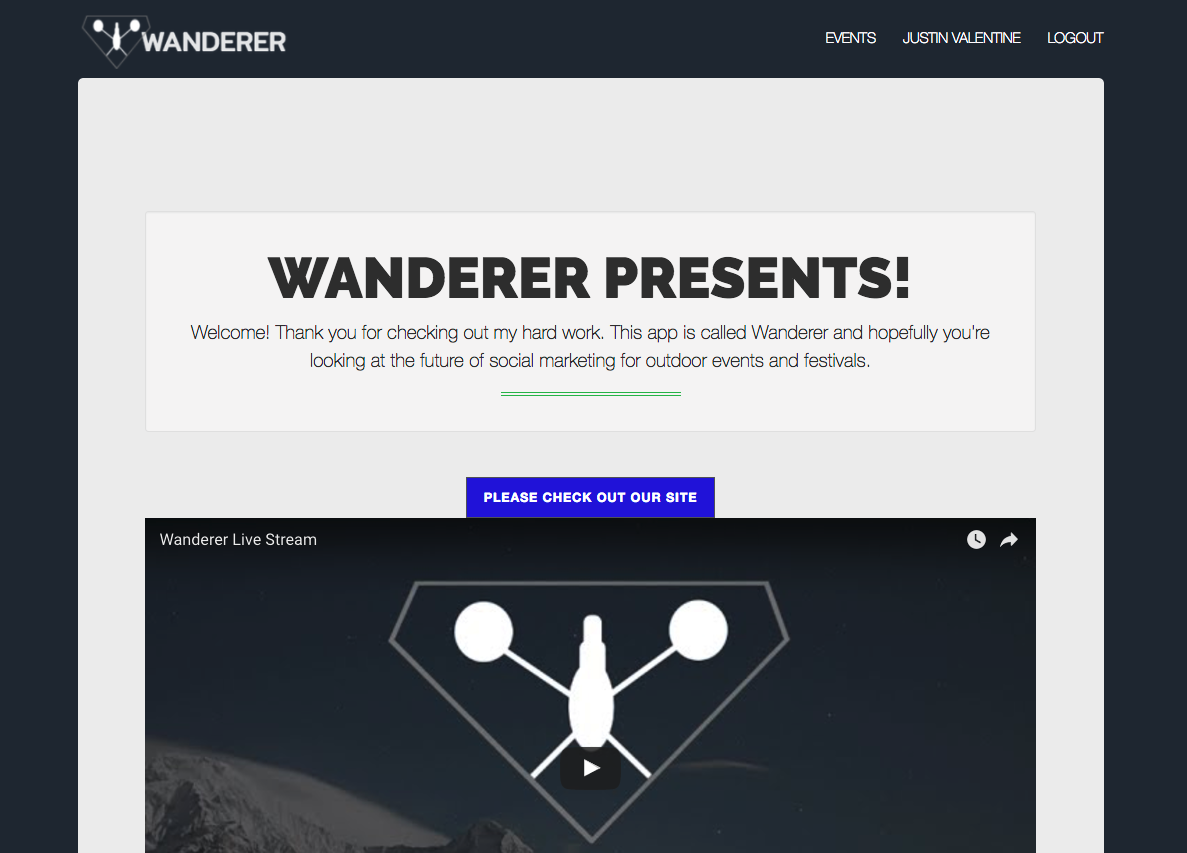 WANDERER
EVENTS JUSTIN VALENTINE LOGOUT
WANDERER PRESENTS!
Welcome! Thank you for checking out my hard work. This app is called Wanderer and hopefully you're
looking at the future of social marketing for outdoor events and festivals.
PLEASE CHECK OUT OUR SITE
Wanderer Live Stream